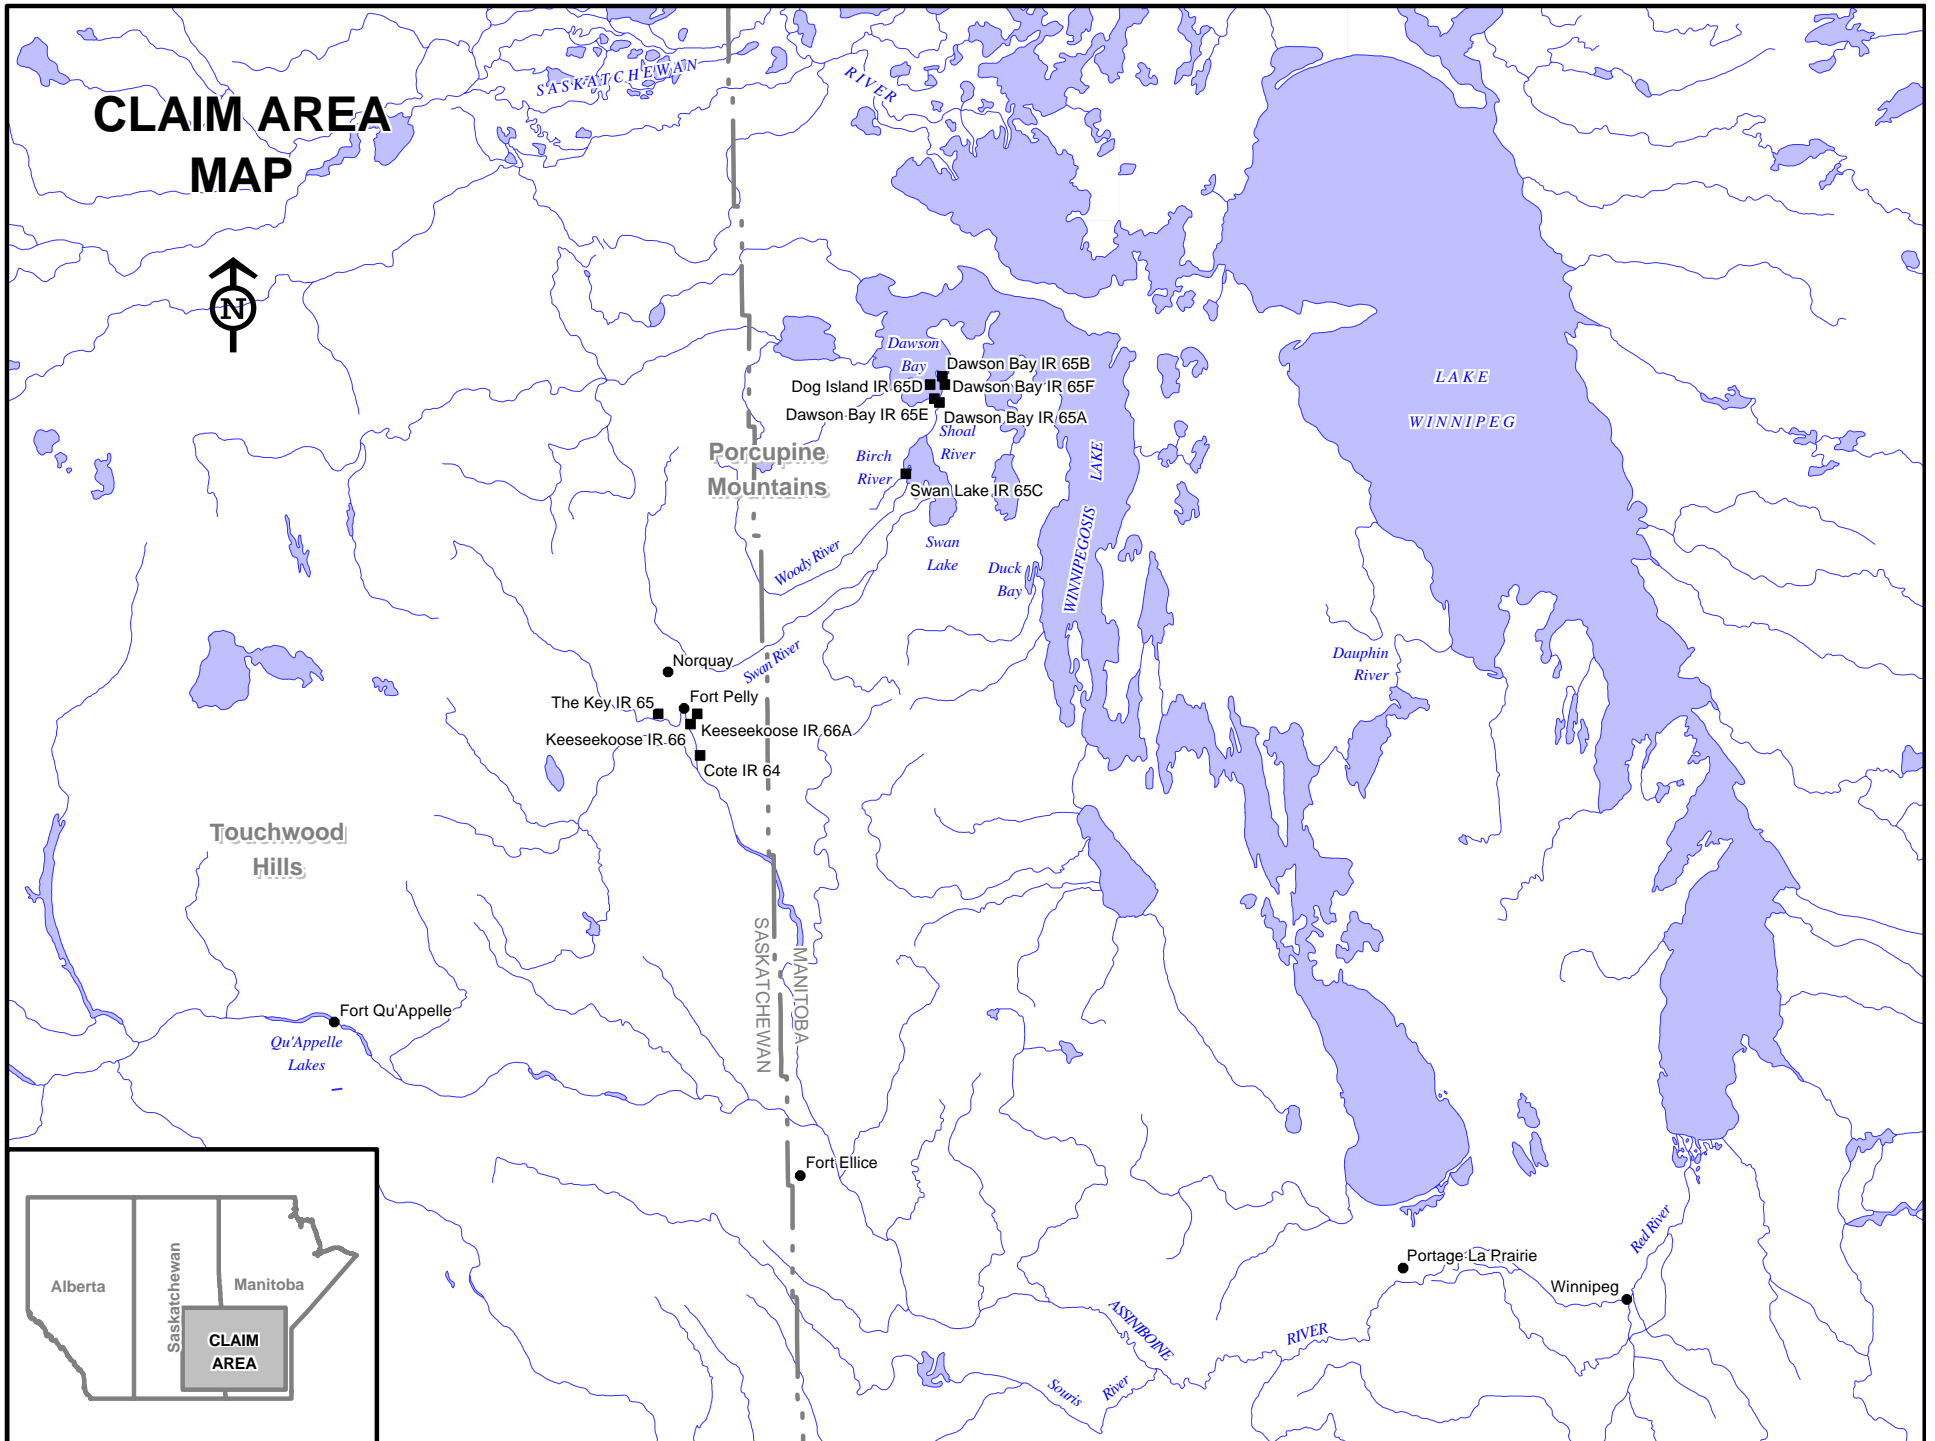 SASKATCHEWAN
RIVER
CLAIM AREA
MAP
N
Dawson
Bay
Dawson Bay IR 65B
Dog Island IR 65D
Dawson Bay IR 65F
Dawson Bay IR 65E
Dawson Bay IR 65A
LAKE
WINNIPEG
Shoal
River
Porcupine
Mountains
Birch
River
Swan Lake IR 65C
LAKE
WINNIPEGOSIS
Swan
Lake
Woody River
Duck
Bay
Norquay
Swan River
Dauphin
River
The Key IR 65
Fort Pelly
Keeseekoose IR 66A
Keeseekoose IR 66
Cote IR 64
Touchwood
Hills
SASKATCHEWAN
MANITOBA
Fort Qu'Appelle
Qu'Appelle
Lakes
Fort Ellice
Red River
Portage La Prairie
Winnipeg
ASSINIBOINE
RIVER
Souris
River
Alberta
Saskatchewan
Manitoba
CLAIM
AREA